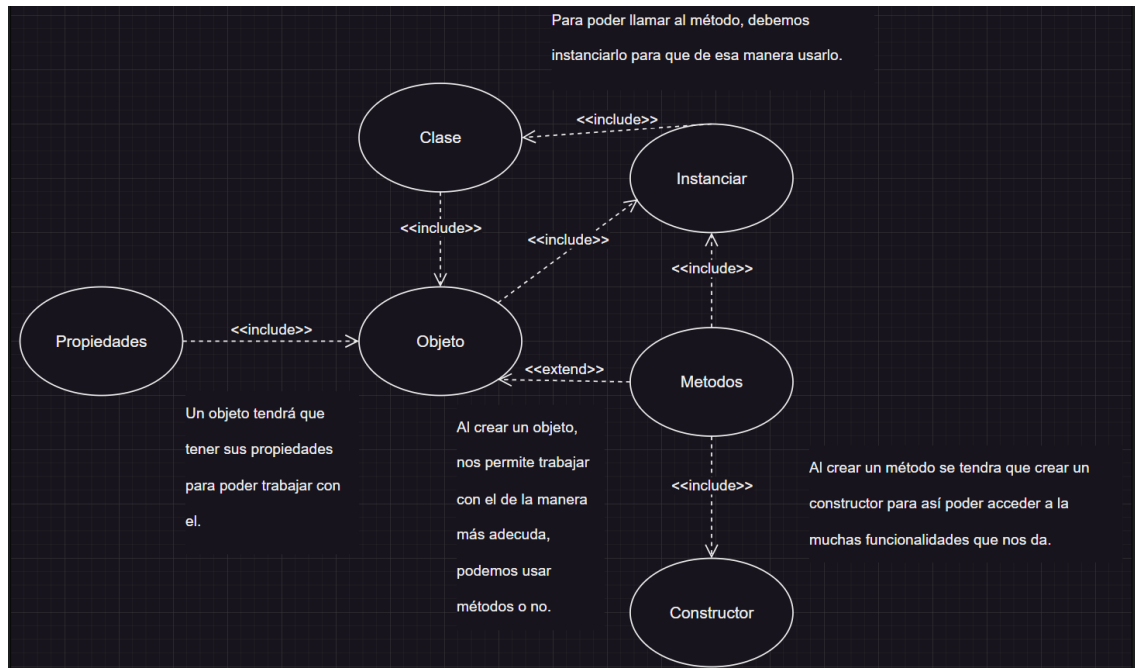 Para poder llamar al método, debemos
instanciarlo para que de esa manera usarlo.
<<include>>
Clase
Instanciar
<<include>>
<<include>>
<<include>>
<<include>>
Propiedades
Objeto
<<extend>>
Metodos
Un objeto tendrá que
tener sus propiedades
para poder trabajar con
el.
Al crear un objeto,
nos permite trabajar
con el de la manera
más adecuda,
podemos usar
métodos o no.
<<include>>
Al crear un método se tendra que crear un
constructor para así poder acceder a la
muchas funcionalidades que nos da.
Constructor